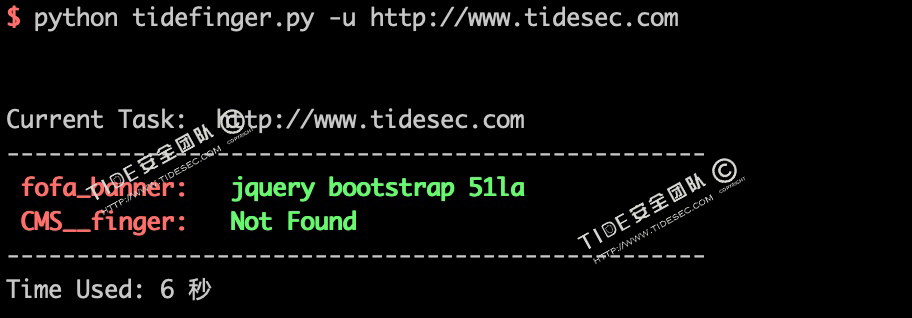 $ python tidefinger.py -u http://www.tidesec.com
Current Task: http://www.tidesec.com
--------------------------------------------------
fofa_banner: jquery bootstrap 51la
CMS__finger: Not Found
--------------------------------------------------
Time Used: 6 秒
TIDE安全团队 © COPYRIGHT
HTTP://WWW.TIDESEC.COM
TIDE安全团队 © COPYRIGHT
HTTP://WWW.TIDESEC.COM